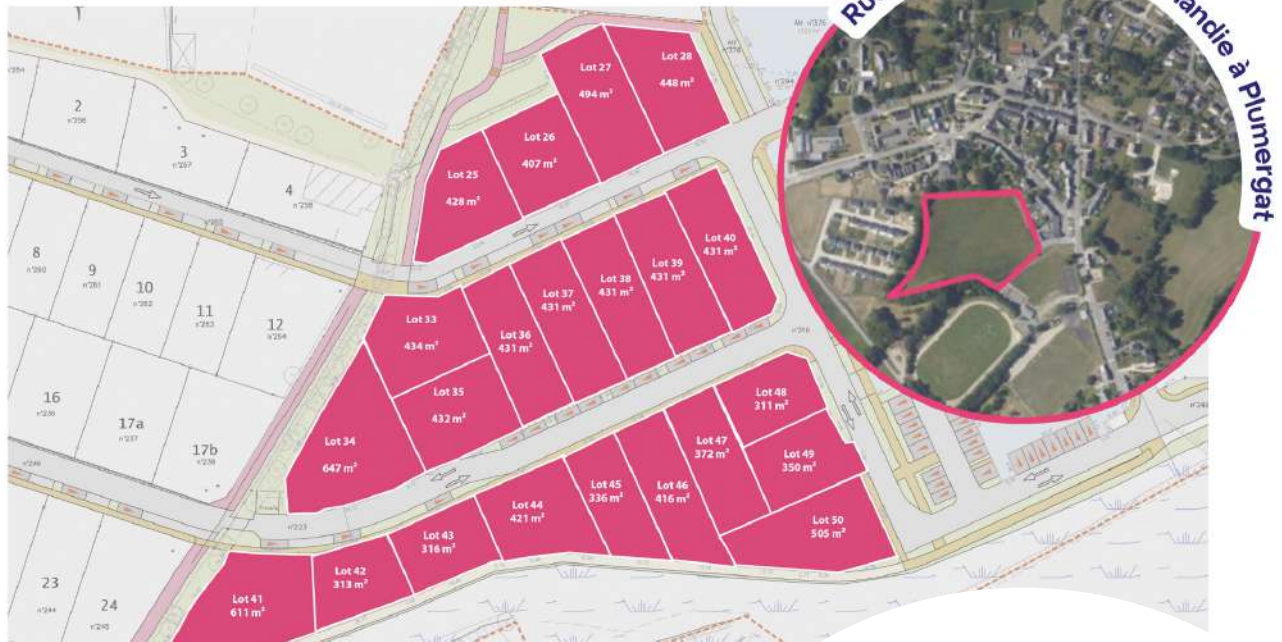 andie à Plumergat
Lot 27
494 m²
Lot 28
448 m²
Lot 26
407 m²
Lot 25
428 m²
2
3
4
8
9
10
11
12
16
17a
17b
23
24
Lot 40
431 m²
Lot 39
431 m²
Lot 38
431 m²
Lot 37
431 m²
Lot 36
431 m²
Lot 33
434 m²
Lot 35
432 m²
Lot 34
647 m²
Lot 48
311 m²
Lot 47
372 m²
Lot 49
350 m²
Lot 46
416 m²
Lot 45
336 m²
Lot 44
421 m²
Lot 50
505 m²
Lot 43
316 m²
Lot 42
313 m²
Lot 41
611 m²
n°223